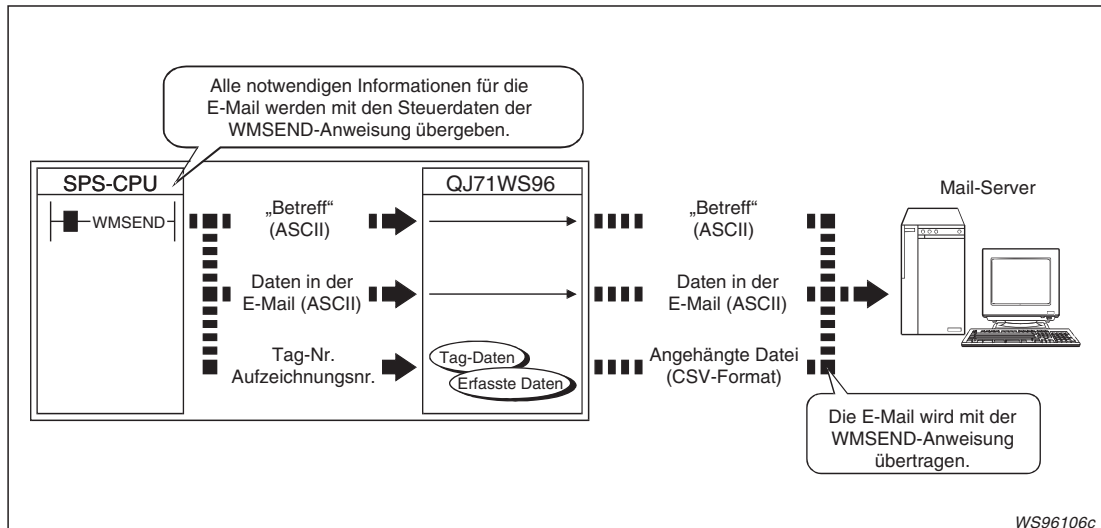 Alle notwendigen Informationen für die
E-Mail werden mit den Steuerdaten der
WMSEND-Anweisung übergeben.
SPS-CPU
WMSEND
„Betreff“
(ASCII)
Daten in der
E-Mail (ASCII)
Tag-Nr.
Aufzeichnungsnr.
QJ71WS96
Tag-Daten
Erfasste Daten
„Betreff“
(ASCII)
Daten in der
E-Mail (ASCII)
Angehängte Datei
(CSV-Format)
Mail-Server
Die E-Mail wird mit der
WMSEND-Anweisung
übertragen.
WS96106c